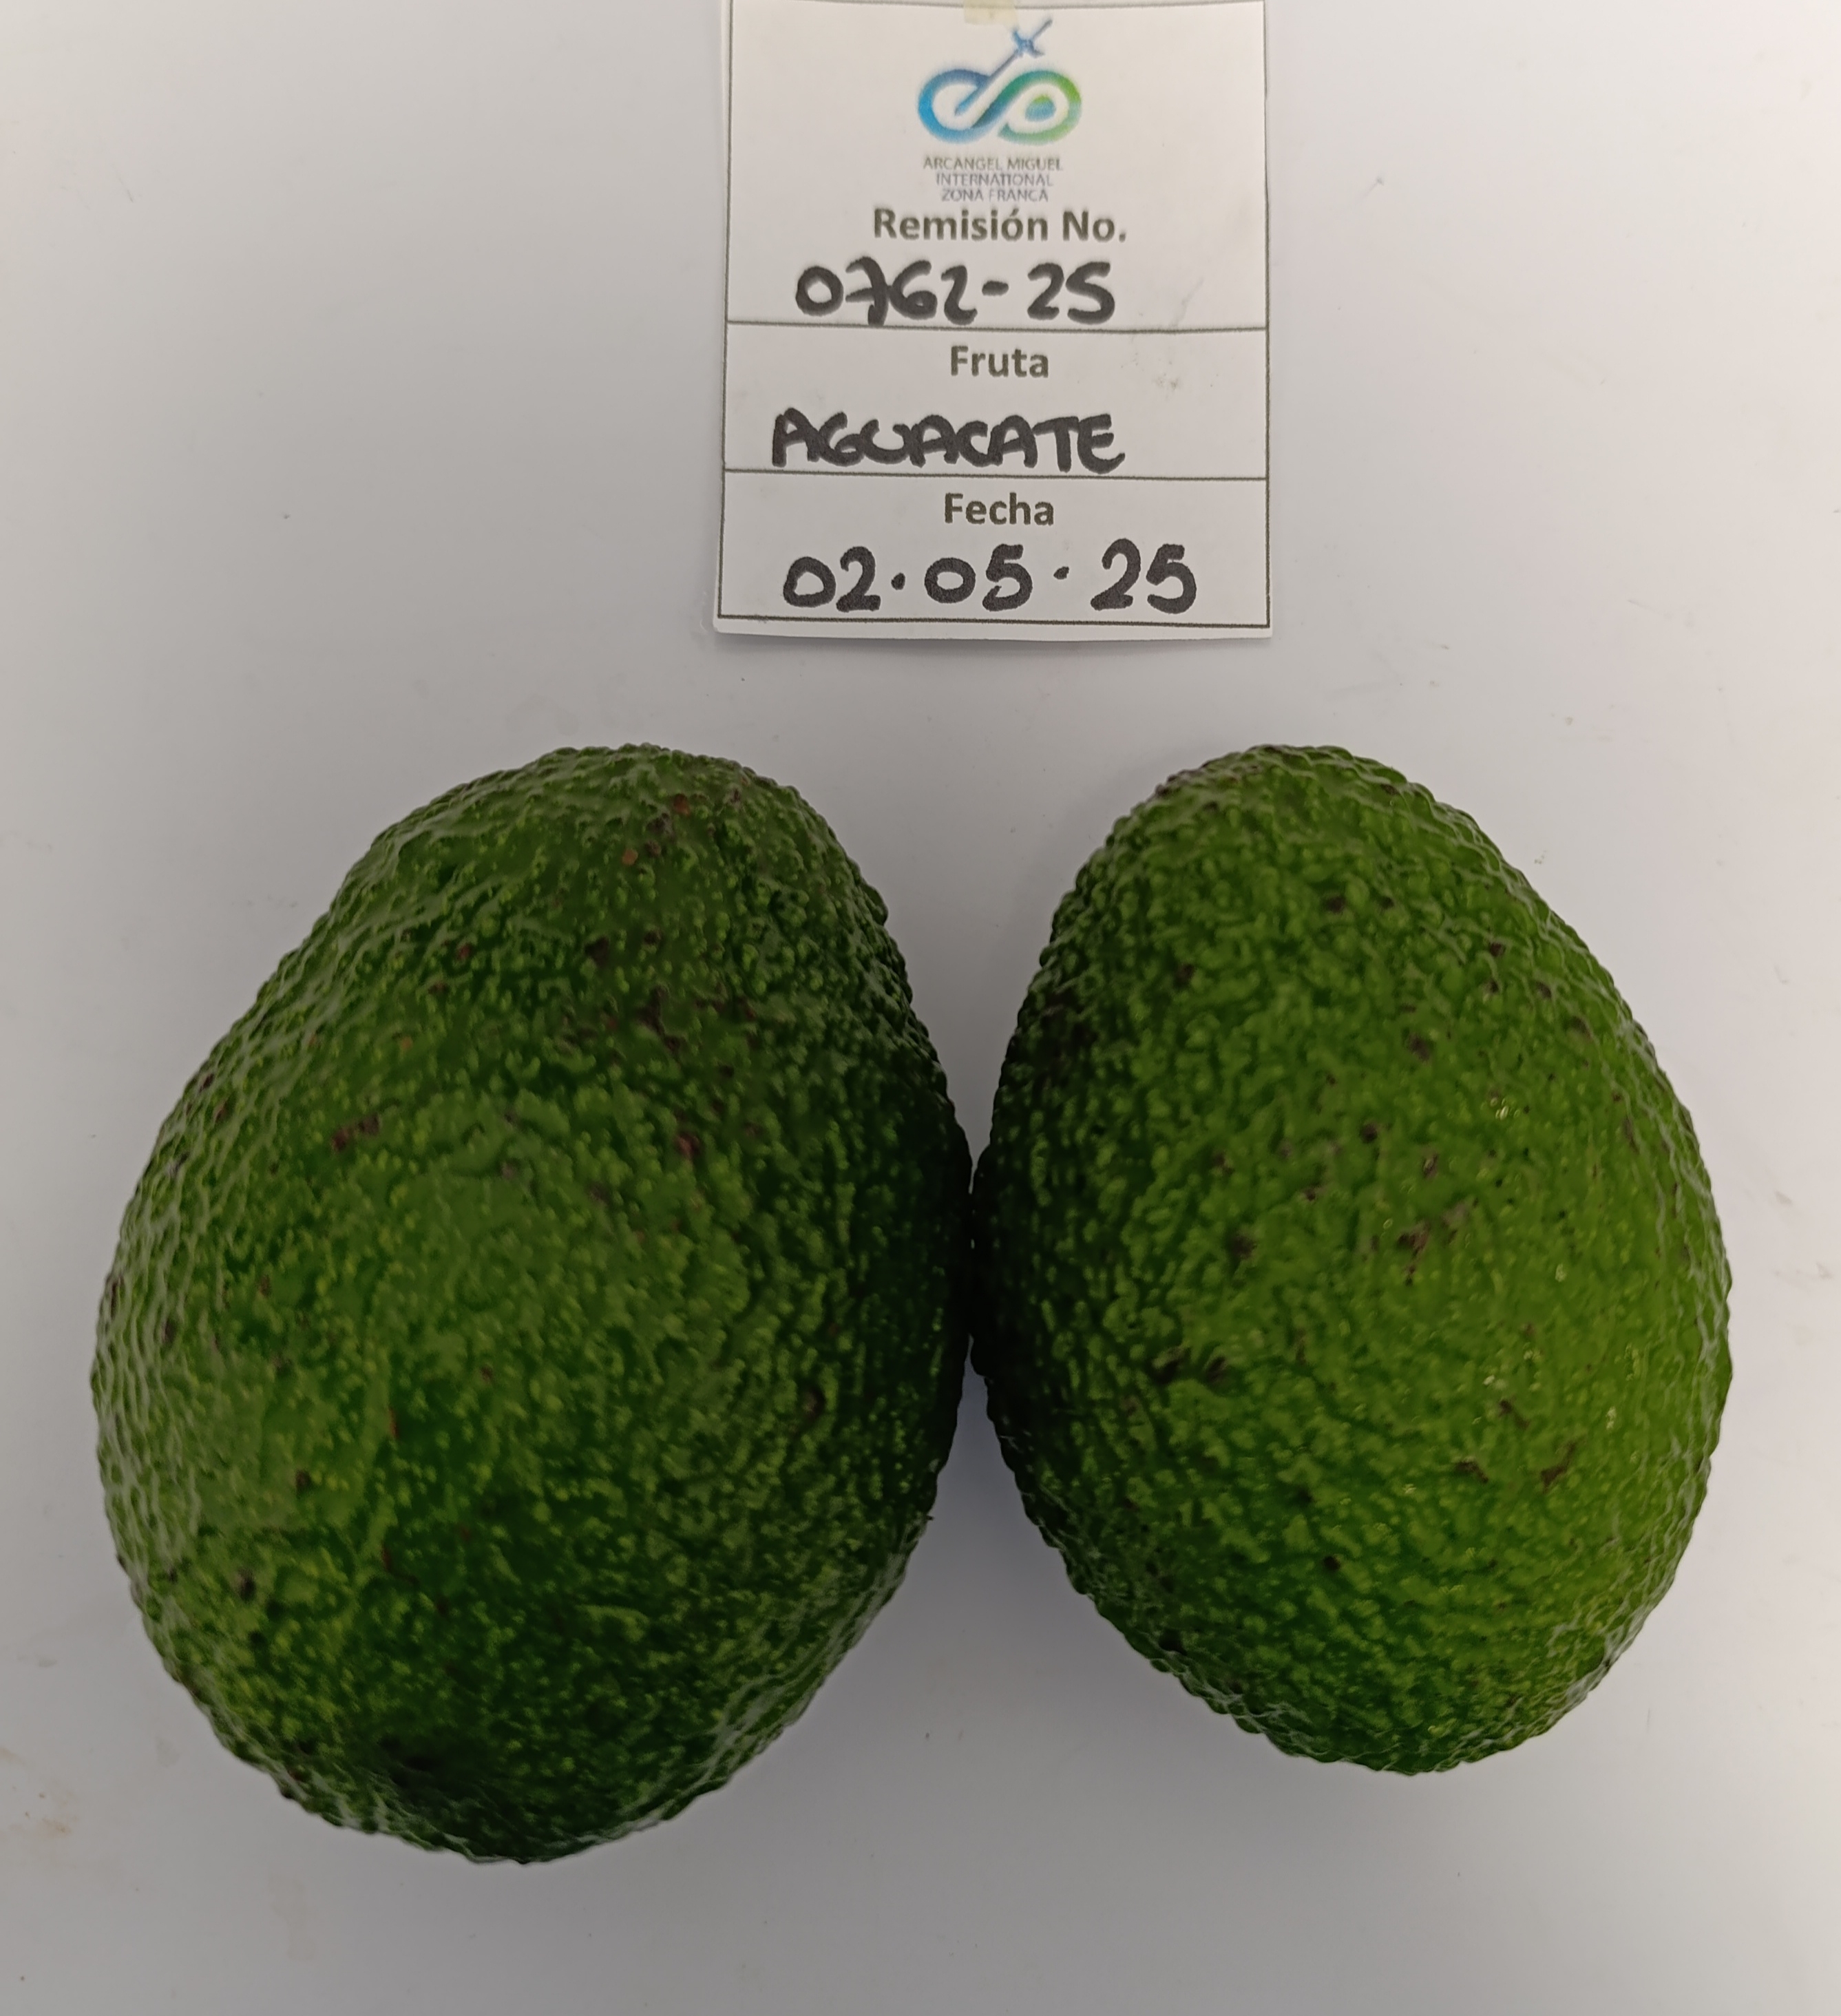 ARCANGEL MIGUEL
INTERNATIONAL
ZONA FRANCA
Remisión No.
0762-25
Fruta
AGUACATE
Fecha
02.05.25